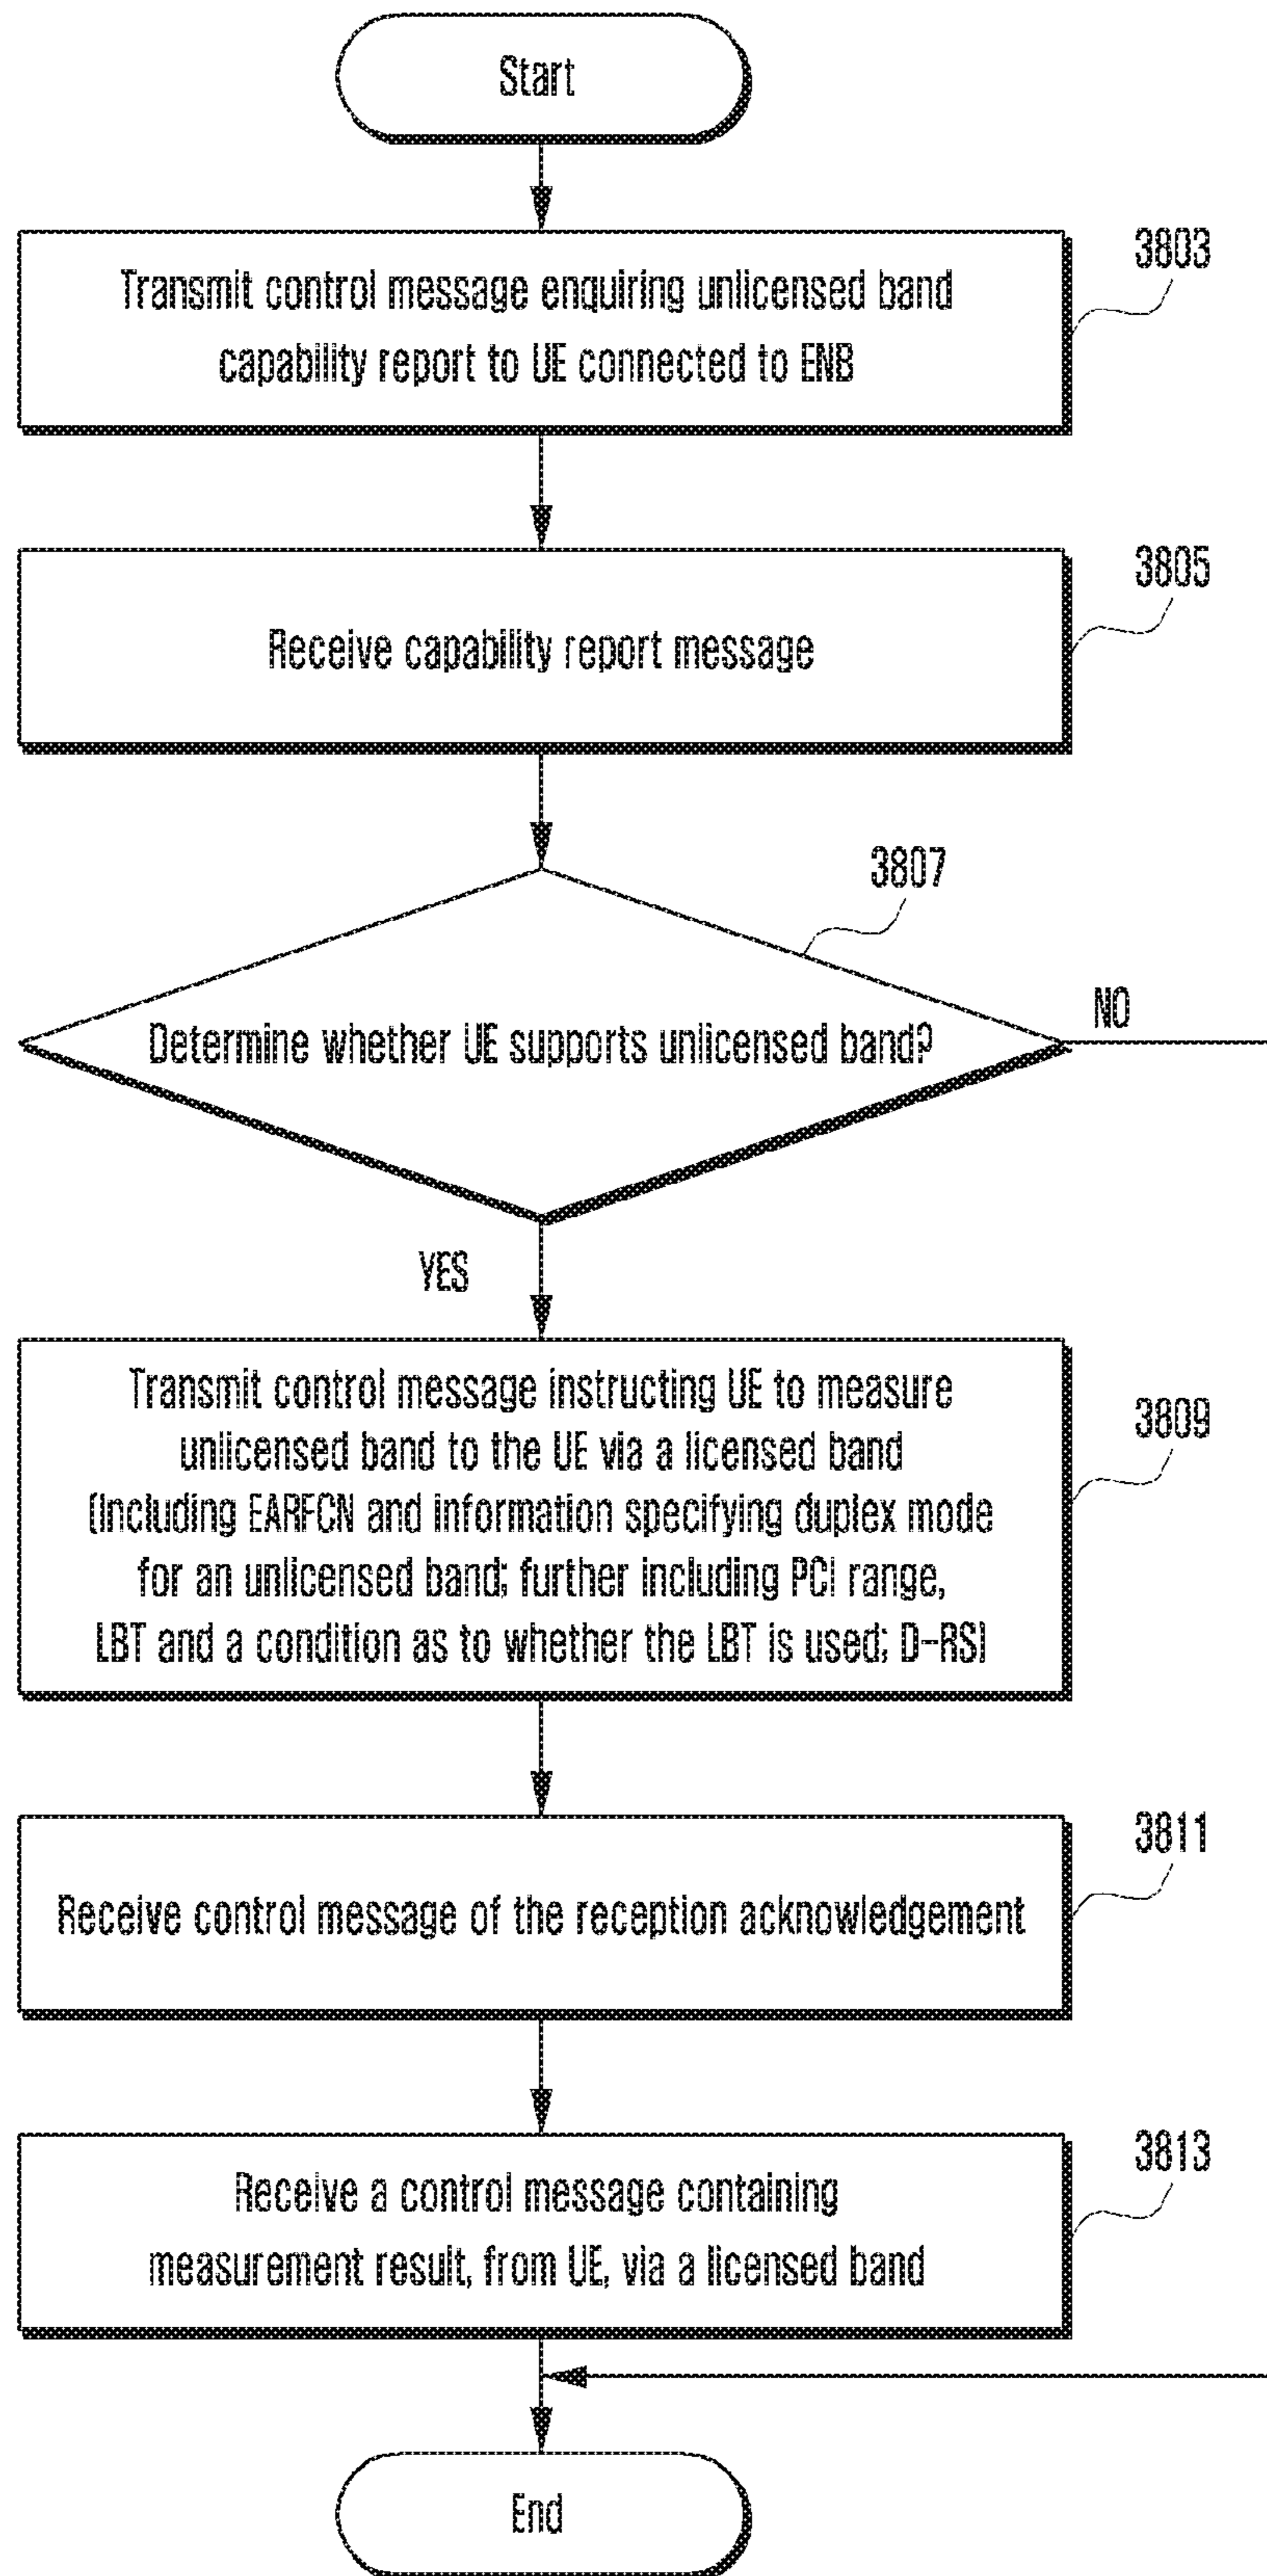 Start
3803
Transmit control message enquiring unlicensed band
capability report to UE connected to ENB
3805
Receive capability report message
3807
Determine whether UE supports unlicensed band?
NO
YES
Transmit control message instructing UE to measure
unlicensed band to the UE via a licensed band
(Including EARFCN and information specifying duplex mode
for an unlicensed band; further including PCI range,
LBT and a condition as to whether the LBT is used; D-RS)
3809
3811
Receive control message of the reception acknowledgement
3813
Receive a control message containing
measurement result, from UE, via a licensed band
End